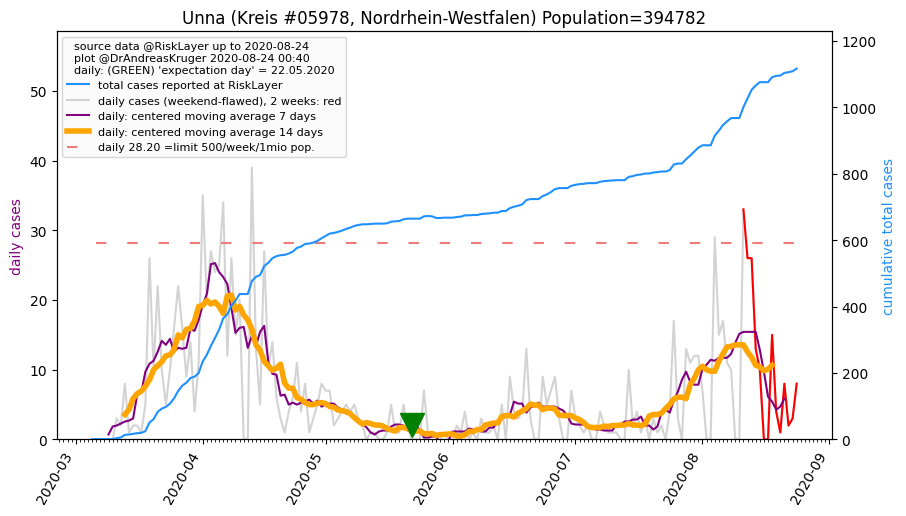 Unna (Kreis #05978, Nordrhein-Westfalen) Population=394782
source data @RiskLayer up to 2020-08-24
plot @DrAndreasKruger 2020-08-24 00:40
daily: (GREEN) 'expectation day' = 22.05.2020
total cases reported at RiskLayer
daily cases (weekend-flawed), 2 weeks: red
daily: centered moving average 7 days
daily: centered moving average 14 days
daily 28.20 =limit 500/week/1mio pop.
daily cases
0
10
20
30
40
50
cumulative total cases
0
200
400
600
800
1000
1200
2020-03
2020-04
2020-05
2020-06
2020-07
2020-08
2020-09